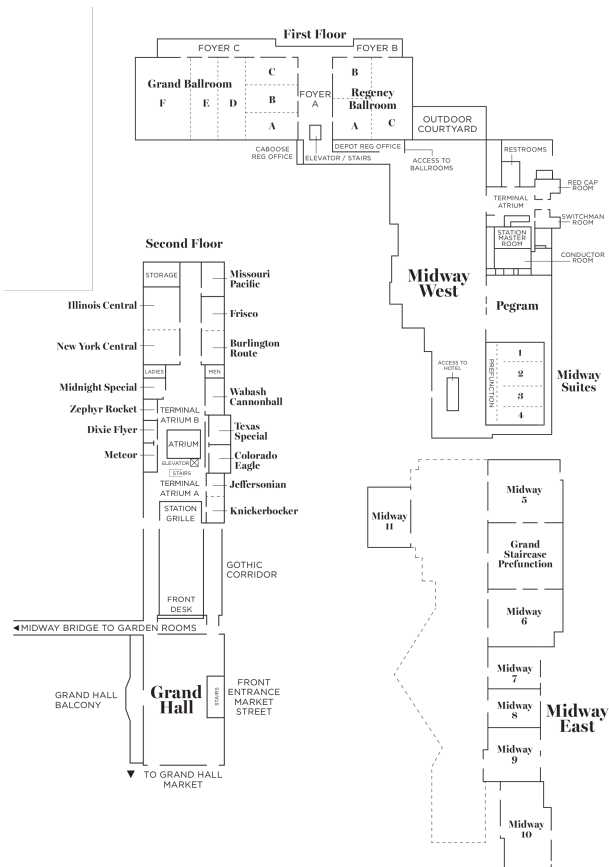 First Floor
FOYER C
FOYER B
Grand Ballroom
F
E
D
C
B
A
FOYER
A
B
Regency
Ballroom
A
C
OUTDOOR
COURTYARD
CABOOSE
REG OFFICE
ELEVATOR / STAIRS
DEPOT REG OFFICE
ACCESS TO
BALLROOMS
RESTROOMS
RED CAP
ROOM
TERMINAL
ATRIUM
SWITCHMAN
ROOM
STATION
MASTER
ROOM
CONDUCTOR
ROOM
Midway
West
Pegram
ACCESS TO
HOTEL
PREFUNCTION
1
2
3
4
Midway
Suites
Second Floor
STORAGE
Missouri
Pacific
Illinois Central
Frisco
New York Central
Burlington
Route
LADIES
MEN
Midnight Special
Wabash
Cannonball
Zephyr Rocket
TERMINAL
ATRIUM B
Dixie Flyer
Texas
Special
ATRIUM
Meteor
ELEVATOR
Colorado
Eagle
STAIRS
TERMINAL
ATRIUM A
Jeffersonian
STATION
GRILLE
Knickerbocker
GOTHIC
CORRIDOR
FRONT
DESK
MIDWAY BRIDGE TO GARDEN ROOMS
GRAND HALL
BALCONY
Grand
Hall
STAIRS
FRONT
ENTRANCE
MARKET
STREET
TO GRAND HALL
MARKET
Midway
5
Midway
11
Grand
Staircase
Prefunction
Midway
6
Midway
7
Midway
8
Midway
East
Midway
9
Midway
10